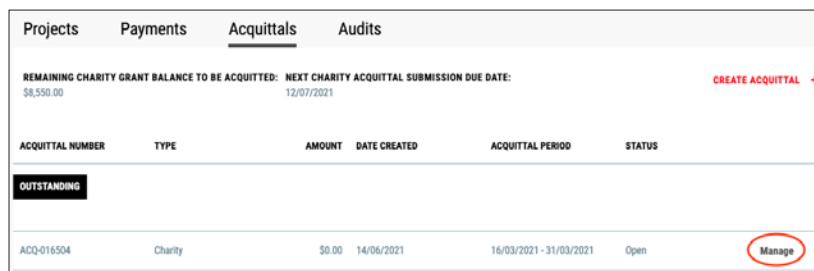 Projects Payments Acquittals Audits
REMAINING CHARITY GRANT BALANCE TO BE ACQUITTED: NEXT CHARITY ACQUITTAL SUBMISSION DUE DATE: CREATE ACQUITTAL +
$8,550.00 12/07/2021
ACQUITTAL NUMBER TYPE AMOUNT DATE CREATED ACQUITTAL PERIOD STATUS
OUTSTANDING
ACQ-016504 Charity $0.00 14/06/2021 16/03/2021 - 31/03/2021 Open Manage